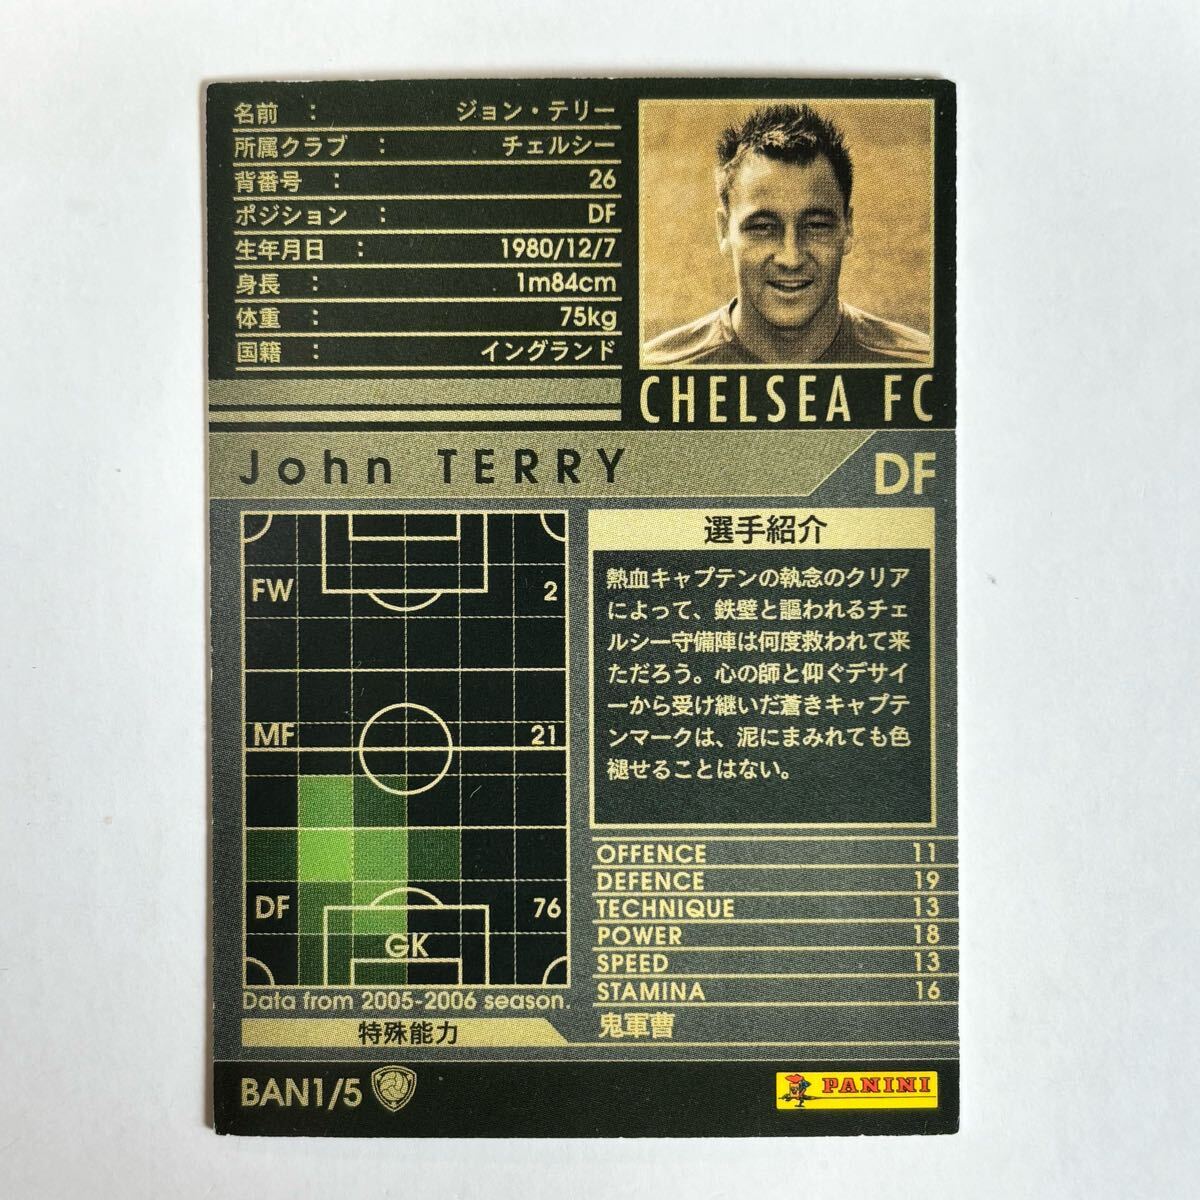 名前 : ジョン・テリー
所属クラブ : チェルシー
背番号 : 26
ポジション : DF
生年月日 : 1980/12/7
身長 : 1m84cm
体重 : 75kg
国籍 : イングランド
CHELSEA FC
John TERRY
DF
FW 2
MF 21
DF 76
GK
Data from 2005-2006 season.
特殊能力
選手紹介
熱血キャプテンの執念のクリア
によって、鉄壁と謳われるチェ
ルシー守備陣は何度救われて来
ただろう。心の師と仰ぐデサイ
ーから受け継いだ蒼きキャプテ
ンマークは、泥にまみれても色
褪せることはない。
OFFENCE 11
DEFENCE 19
TECHNIQUE 13
POWER 18
SPEED 13
STAMINA 16
鬼軍曹
BAN1/5
PANINI